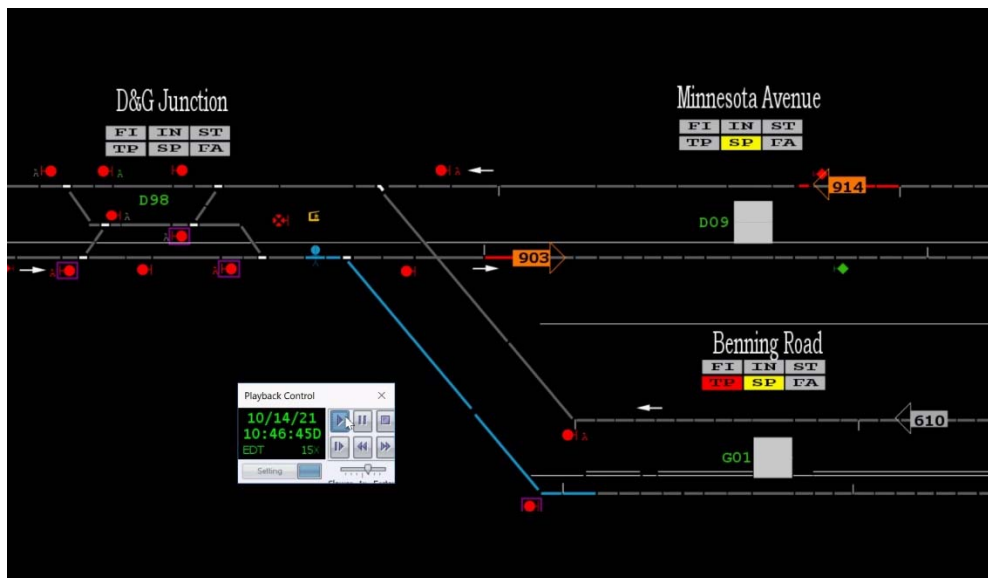 D&G Junction
FI IN ST
TP SP FA
Minnesota Avenue
FI IN ST
TP SP FA
D98
914
D09
903
Benning Road
FI IN ST
TP SP FA
Playback Control
10/14/21
10:46:45D
EDT 15x
Setting
610
G01